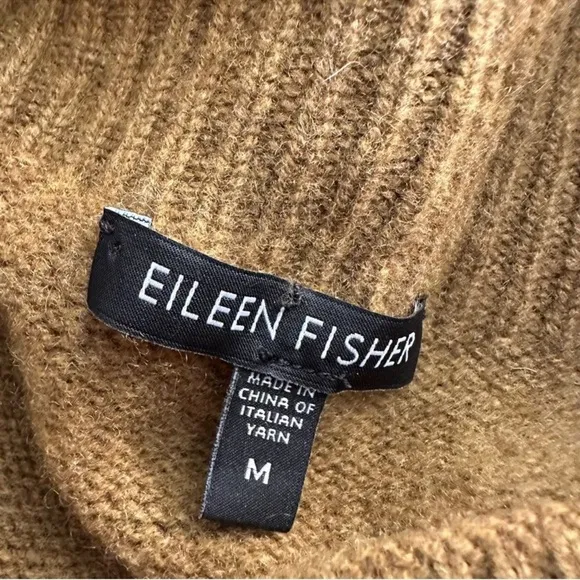 EILEEN FISHER
MADE IN
CHINA OF
ITALIAN
YARN
M